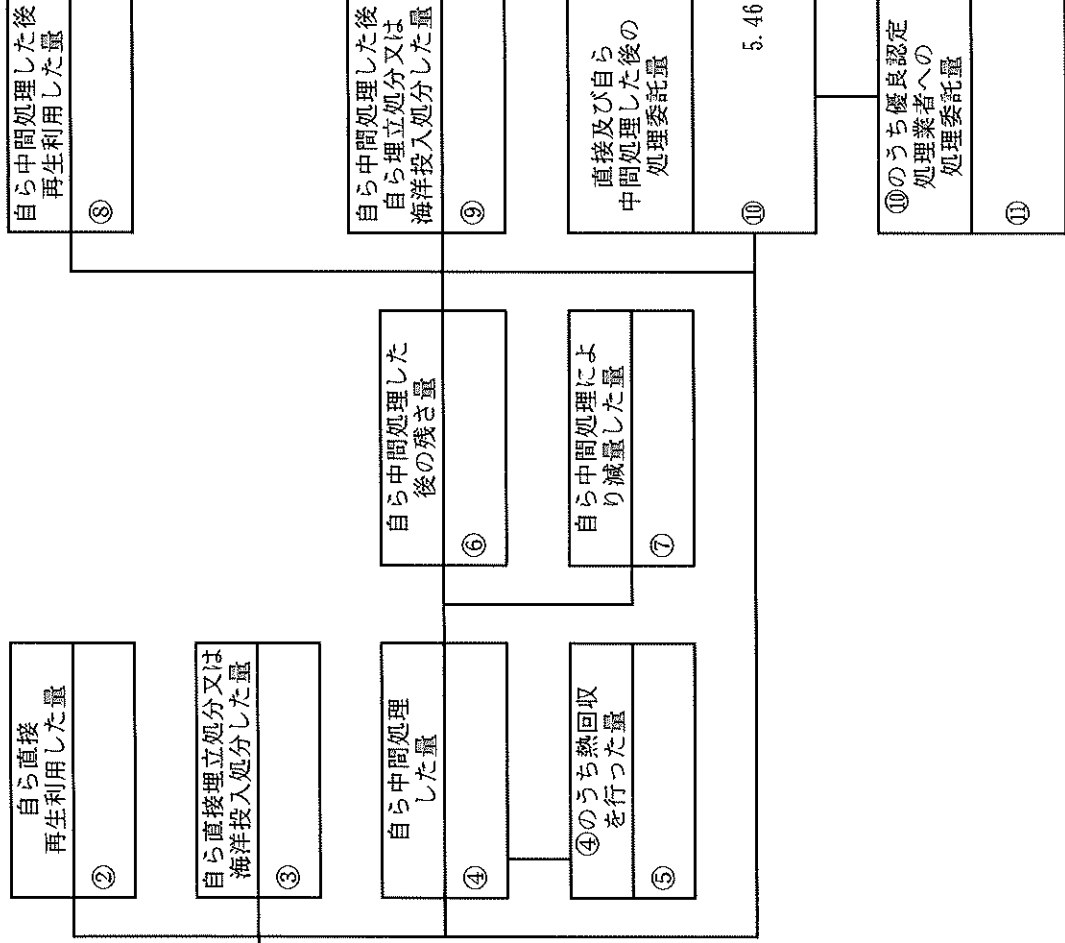 自ら直接
再生利用した量
②
自ら直接埋立処分又は
海洋投入処分した量
③
自ら中間処理
した量
④
④のうち熱回収
を行った量
⑤
自ら中間処理した
後の残さ量
⑥
自ら中間処理によ
り減量した量
⑦
自ら中間処理した後
再生利用した量
⑧
自ら中間処理した後
自ら埋立処分又は
海洋投入処分した量
⑨
直接及び自ら
中間処理した後の
処理委託量
⑩
5.46
⑩のうち優良認定
処理業者への
処理委託量
⑪